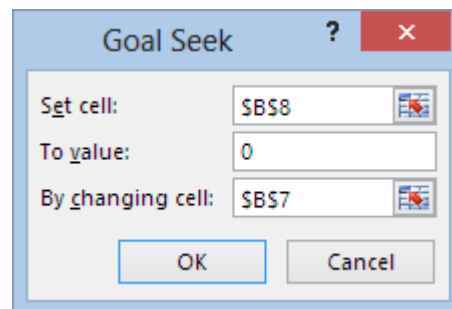 Goal Seek ? ×
Set cell: $B$8
To value: 0
By changing cell: $B$7
OK Cancel